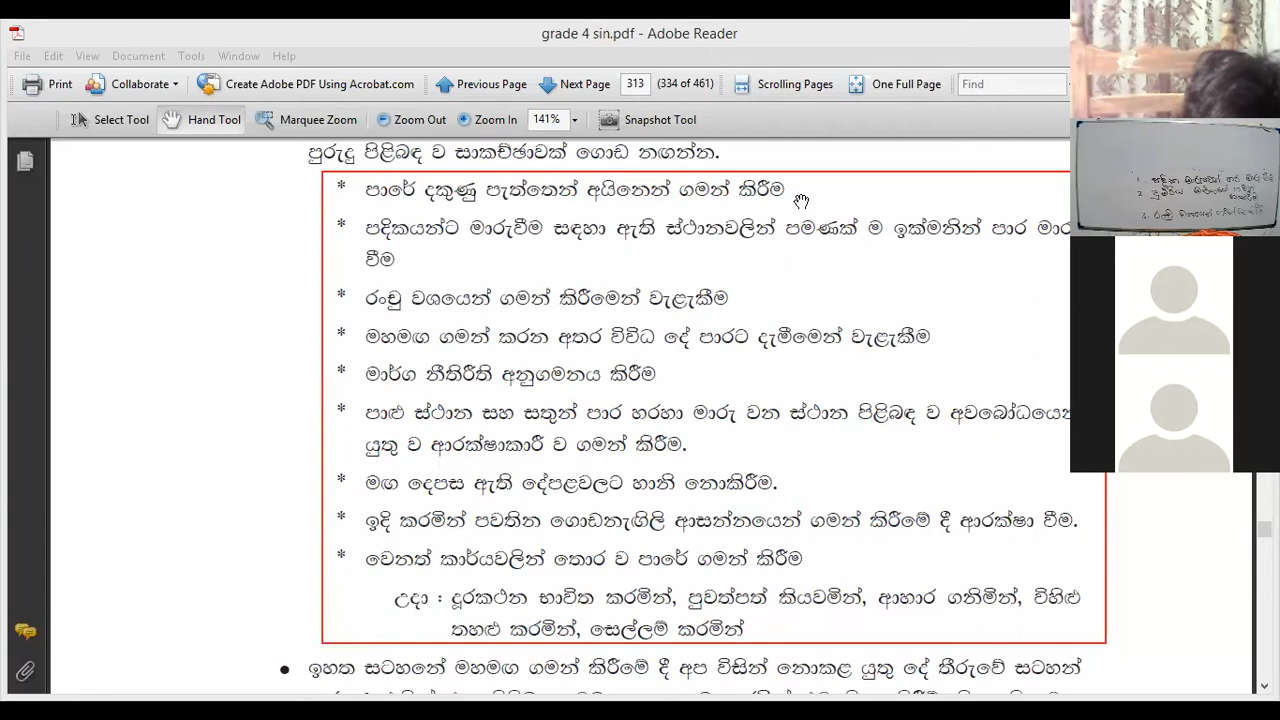 grade 4 sin.pdf - Adobe Reader
File Edit View Document Tools Window Help
Print Collaborate Create Adobe PDF Using Acrobat.com Previous Page Next Page 313 (334 of 461) Scrolling Pages One Full Page Find
Select Tool Hand Tool Marquee Zoom Zoom Out Zoom In 141% Snapshot Tool
පුරුදු පිළිබඳ ව සාකච්ඡාවක් ගොඩ නඟන්න.
* පාරේ දකුණු පැත්තෙන් අයිනෙන් ගමන් කිරීම
* පදිකයන්ට මාරුවීම සඳහා ඇති ස්ථානවලින් පමණක් ම ඉක්මනින් පාර මාරු
වීම
* රංචු වශයෙන් ගමන් කිරීමෙන් වැළැකීම
* මහමඟ ගමන් කරන අතර විවිධ දේ පාරට දැමීමෙන් වැළැකීම
* මාර්ග නීතිරීති අනුගමනය කිරීම
* පාළු ස්ථාන සහ සතුන් පාර හරහා මාරු වන ස්ථාන පිළිබඳ ව අවබෝධයෙන්
යුතු ව ආරක්ෂාකාරී ව ගමන් කිරීම.
* මඟ දෙපස ඇති දේපළවලට හානි නොකිරීම.
* ඉදි කරමින් පවතින ගොඩනැඟිලි ආසන්නයෙන් ගමන් කිරීමේ දී ආරක්ෂා වීම.
* වෙනත් කාර්යවලින් තොර ව පාරේ ගමන් කිරීම
උදා : දුරකථන භාවිත කරමින්, පුවත්පත් කියවමින්, ආහාර ගනිමින්, විහිළු
තහළු කරමින්, සෙල්ලම් කරමින්
● ඉහත සටහනේ මහමඟ ගමන් කිරීමේ දී අප විසින් නොකළ යුතු දේ තීරුවේ සටහන්